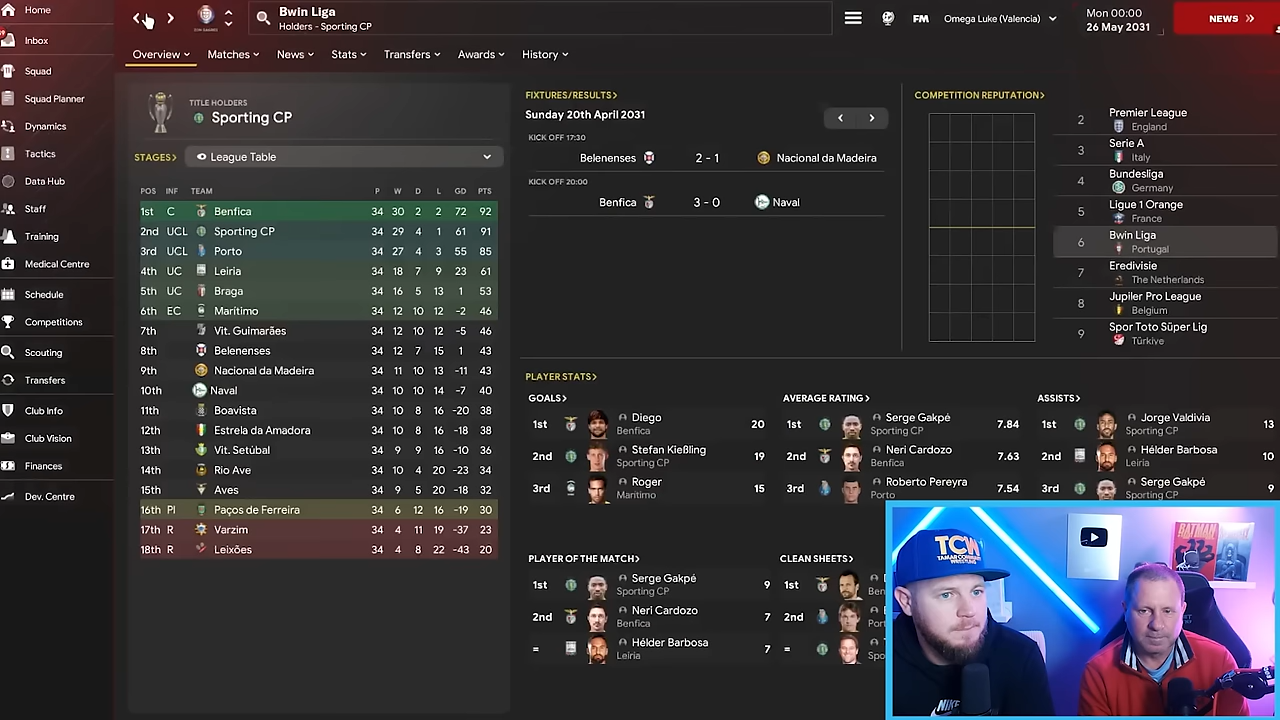 Home
Inbox
Squad
Squad Planner
Dynamics
Tactics
Data Hub
Staff
Training
Medical Centre
Schedule
Competitions
Scouting
Transfers
Club Info
Club Vision
Finances
Dev. Centre
Bwin Liga
Holders - Sporting CP
FM
Omega Luke (Valencia)
Mon 00:00
26 May 2031
NEWS
Overview
Matches
News
Stats
Transfers
Awards
History
TITLE HOLDERS
Sporting CP
STAGES
League Table
POS INF TEAM P W D L GD PTS
1st C Benfica 34 30 2 2 72 92
2nd UCL Sporting CP 34 29 4 1 61 91
3rd UCL Porto 34 27 4 3 55 85
4th UC Leiria 34 18 7 9 23 61
5th UC Braga 34 16 5 13 1 53
6th EC Marítimo 34 12 10 12 -2 46
7th Vit. Guimarães 34 12 10 12 -5 46
8th Belenenses 34 12 7 15 1 43
9th Nacional da Madeira 34 11 10 13 -11 43
10th Naval 34 10 10 14 -7 40
11th Boavista 34 10 8 16 -20 38
12th Estrela da Amadora 34 10 8 16 -18 38
13th Vit. Setúbal 34 9 9 16 -10 36
14th Rio Ave 34 10 4 20 -23 34
15th Aves 34 9 5 20 -18 32
16th Pl Paços de Ferreira 34 6 12 16 -19 30
17th R Varzim 34 4 11 19 -37 23
18th R Leixões 34 4 8 22 -43 20
FIXTURES/RESULTS
Sunday 20th April 2031
KICK OFF 17:30
Belenenses 2 - 1 Nacional da Madeira
KICK OFF 20:00
Benfica 3 - 0 Naval
COMPETITION REPUTATION
2 Premier League
England
3 Serie A
Italy
4 Bundesliga
Germany
5 Ligue 1 Orange
France
6 Bwin Liga
Portugal
7 Eredivisie
The Netherlands
8 Jupiler Pro League
Belgium
9 Spor Toto Süper Lig
Türkiye
PLAYER STATS
GOALS
1st Diego 20
Benfica
2nd Stefan Kießling 19
Sporting CP
3rd Roger 15
Marítimo
AVERAGE RATING
1st Serge Gakpé 7.84
Sporting CP
2nd Neri Cardozo 7.63
Benfica
3rd Roberto Pereyra 7.54
Porto
ASSISTS
1st Jorge Valdivia 13
Sporting CP
2nd Hélder Barbosa 10
Leiria
3rd Serge Gakpé 9
Sporting CP
PLAYER OF THE MATCH
1st Serge Gakpé 9
Sporting CP
2nd Neri Cardozo 7
Benfica
= Hélder Barbosa 7
Leiria
CLEAN SHEETS
1st
2nd
=
TCW
BATMAN